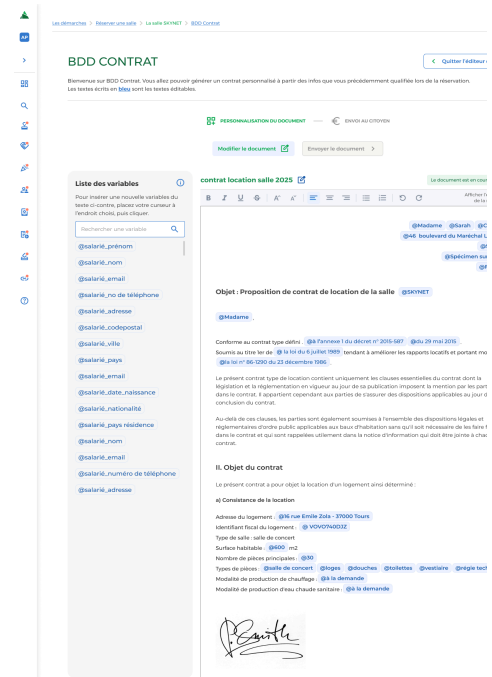 Les démarches > Réserver une salle > La salle SKYNET > BDD Contrat
AP
BDD CONTRAT
Quitter l'éditeur
Bienvenue sur BDD Contrat. Vous allez pouvoir générer un contrat personnalisé à partir des infos que vous précédemment qualifiée lors de la réservation.
Les textes écrits en bleu sont les textes éditables.
PERSONNALISATION DU DOCUMENT
ENVOI AU CITOYEN
Modifier le document
Envoyer le document >
Liste des variables
Pour insérer une nouvelle variables du texte ci-contre, placez votre curseur à l'endroit choisi, puis cliquer.
Rechercher une variable
@salarié_prénom
@salarié_nom
@salarié_email
@salarié_no de téléphone
@salarié_adresse
@salarié_codepostal
@salarié_ville
@salarié_pays
@salarié_email
@salarié_date_naissance
@salarié_nationalité
@salarié_pays résidence
@salarié_nom
@salarié_email
@salarié_numéro de téléphone
@salarié_adresse
contrat location salle 2025
Le document est en cour
B I U S A A
Afficher l'
de la
@Madame @Sarah
@46 boulevard du Maréchal L
@Spécimen su
Objet : Proposition de contrat de location de la salle @SKYNET
@Madame ,
Conforme au contrat type défini @à l'annexe 1 du décret n° 2015-587 @du 29 mai 2015 .
Soumis au titre Ier de @ la loi du 6 juillet 1989 tendant à améliorer les rapports locatifs et portant mo
@la loi n° 86-1290 du 23 décembre 1986 .
Le présent contrat type de location contient uniquement les clauses essentielles du contrat dont la
législation et la réglementation en vigueur au jour de sa publication imposent la mention par les part
dans le contrat. Il appartient cependant aux parties de s'assurer des dispositions applicables au jour d
conclusion du contrat.
Au-delà de ces clauses, les parties sont également soumises à l'ensemble des dispositions légales et
réglementaires d'ordre public applicables aux baux d'habitation sans qu'il soit nécessaire de les faire f
dans le contrat et qui sont rappelées utilement dans la notice d'information qui doit être jointe à chac
contrat.
II. Objet du contrat
Le présent contrat a pour objet la location d'un logement ainsi déterminé :
a) Consistance de la location
Adresse du logement : @16 rue Emile Zola - 37000 Tours
Identifiant fiscal du logement : @ VOVO740DJZ
Type de salle : salle de concert
Surface habitable : @600 m2
Nombre de pièces principales : @30
Types de pièces : @salle de concert @loges @douches @toilettes @vestiaire @régie tech
Modalité de production de chauffage : @à la demande
Modalité de production d'eau chaude sanitaire : @à la demande
P. Smith